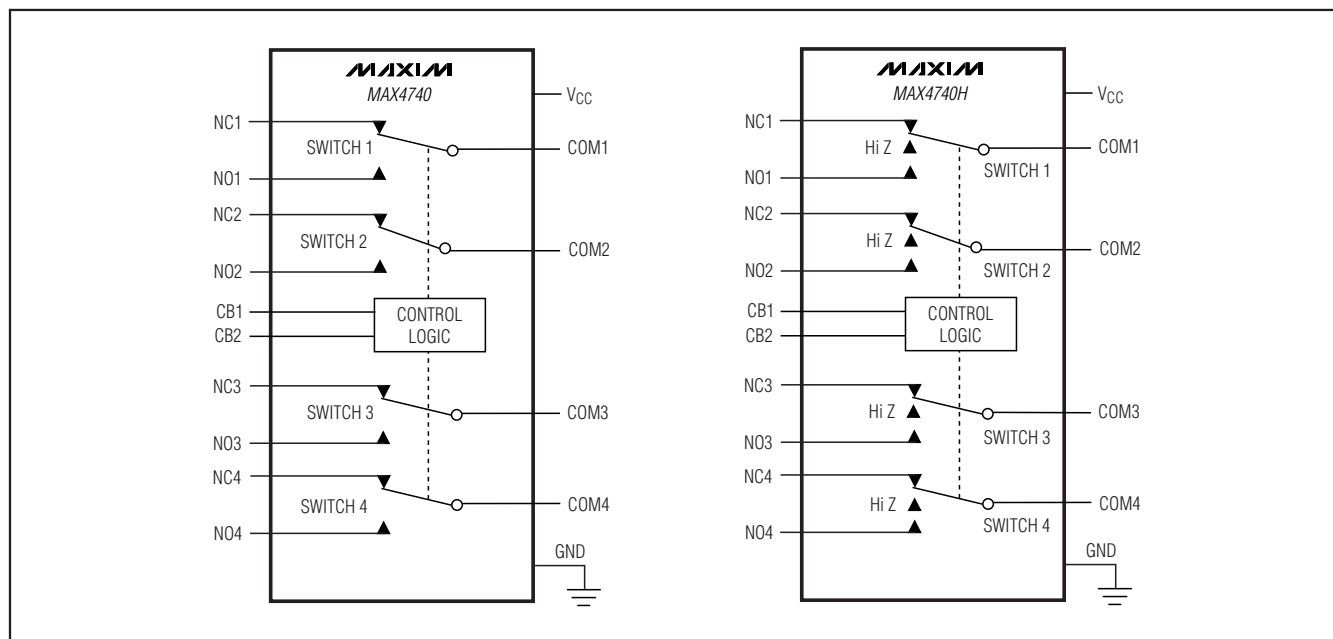 MAXIM
MAX4740
VCC
NC1
SWITCH 1
COM1
NO1
NC2
SWITCH 2
COM2
NO2
CB1
CB2
CONTROL
LOGIC
NC3
SWITCH 3
COM3
NO3
NC4
SWITCH 4
COM4
NO4
GND
MAXIM
MAX4740H
VCC
NC1
Hi Z
COM1
SWITCH 1
NO1
NC2
Hi Z
COM2
SWITCH 2
NO2
CB1
CB2
CONTROL
LOGIC
NC3
Hi Z
COM3
SWITCH 3
NO3
NC4
Hi Z
COM4
SWITCH 4
NO4
GND